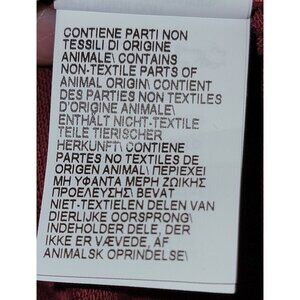 CONTIENE PARTI NON
TESSILI DI ORIGINE
ANIMALE\ CONTAINS
NON-TEXTILE PARTS OF
ANIMAL ORIGIN\ CONTIENT
DES PARTIES NON TEXTILES
D'ORIGINE ANIMALE\
ENTHÄLT NICHT-TEXTILE
TEILE TIERISCHER
HERKUNFT\ CONTIENE
PARTES NO TEXTILES DE
ORIGEN ANIMAL\ ΠΕΡΙΕΧΕΙ
ΜΗ ΥΦΑΝΤΑ ΜΕΡΗ ΖΩΙΚΗΣ
ΠΡΟΕΛΕΥΣΗΣ\ BEVAT
NIET-TEXTIELEN DELEN VAN
DIERLIJKE OORSPRONG\
INDEHOLDER DELE, DER
IKKE ER VÆVEDE, AF
ANIMALSK OPRINDELSE\